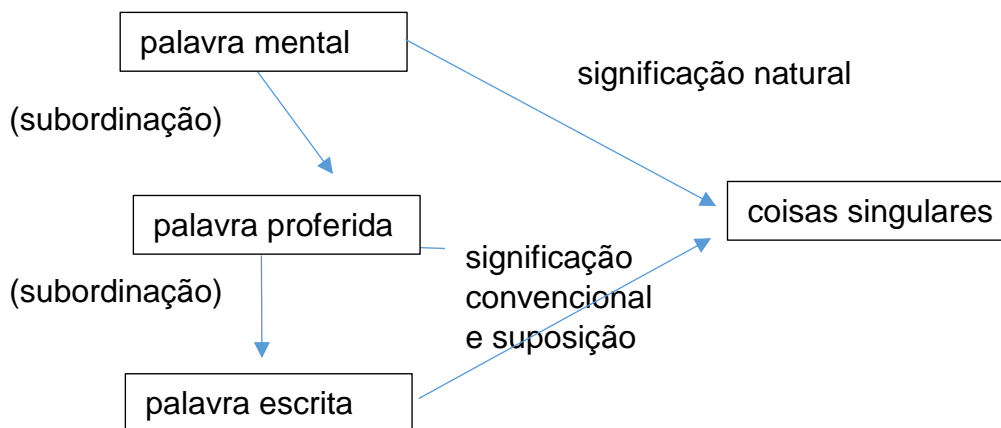 palavra mental
significação natural
(subordinação)
coisas singulares
palavra proferida
significação
convencional
e suposição
(subordinação)
palavra escrita